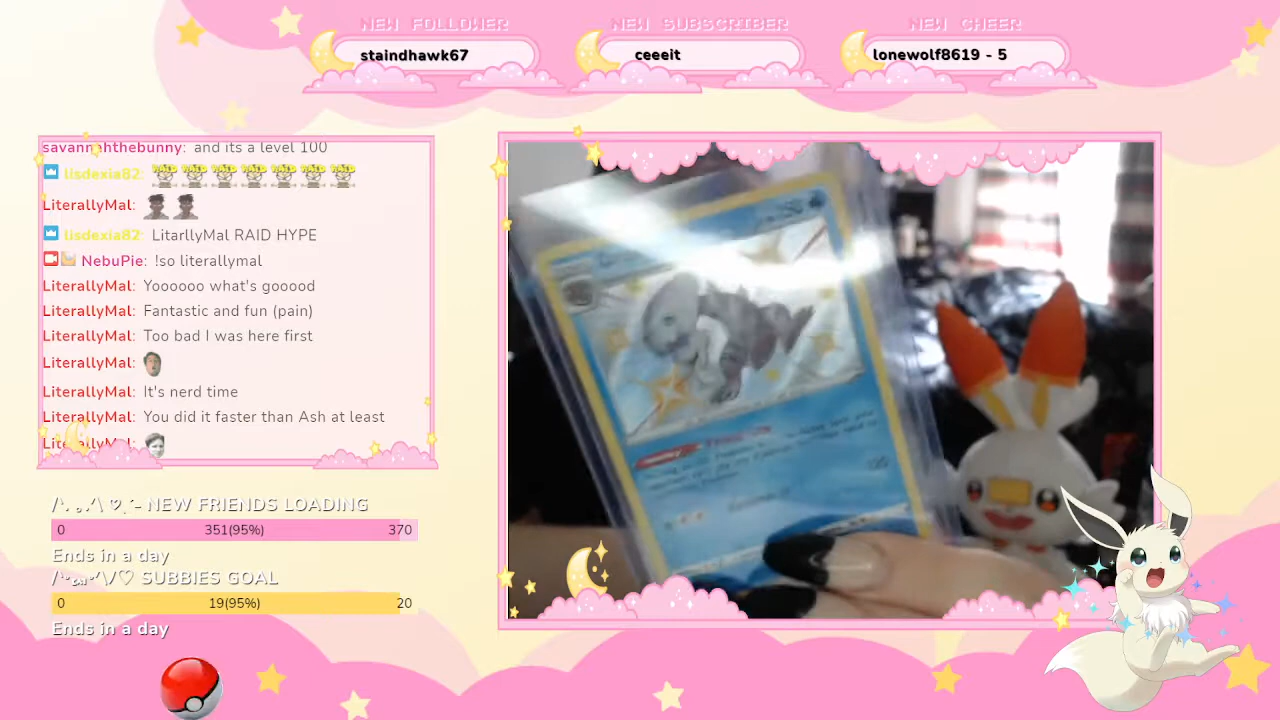 NEW FOLLOWER
staindhawk67
NEW SUBSCRIBER
ceeeit
NEW CHEER
lonewolf8619 - 5
savannahthebunny: and its a level 100
lisdexia82:
LiterallyMal:
lisdexia82: LitarllyMal RAID HYPE
NebuPie: !so literallymal
LiterallyMal: Yoooooo what's gooood
LiterallyMal: Fantastic and fun (pain)
LiterallyMal: Too bad I was here first
LiterallyMal:
LiterallyMal: It's nerd time
LiterallyMal: You did it faster than Ash at least
LiterallyMal:
NEW FRIENDS LOADING
0 351(95%) 370
Ends in a day
SUBBIES GOAL
0 19(95%) 20
Ends in a day